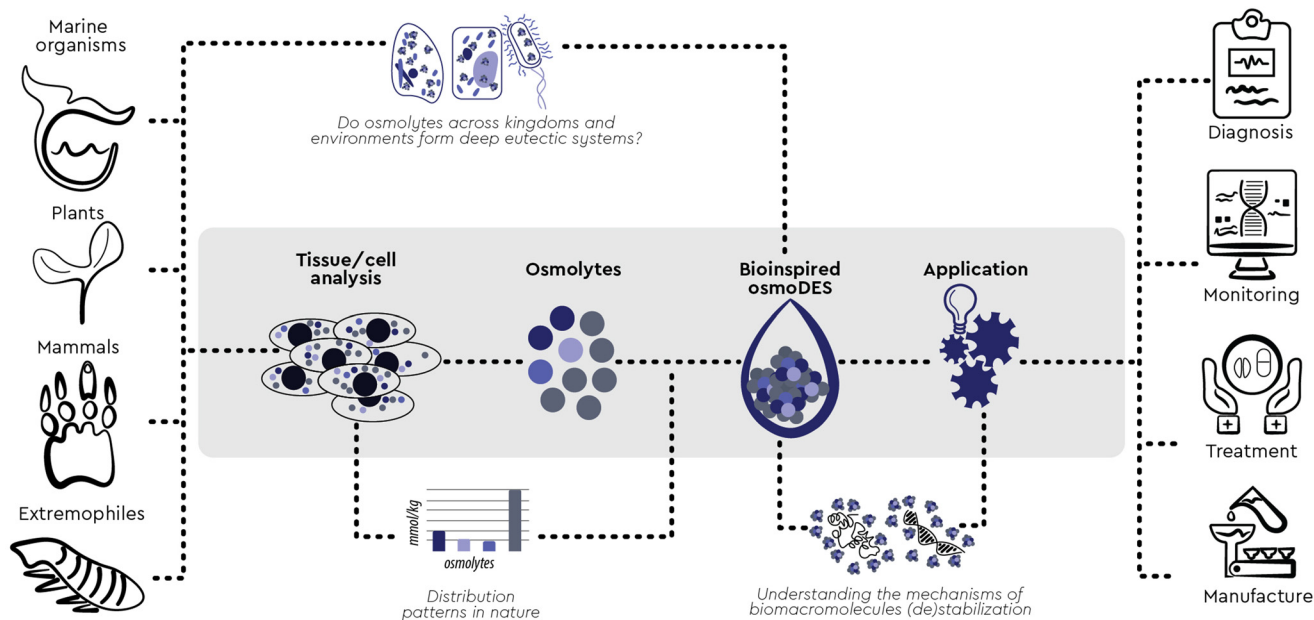 Marine
organisms
Plants
Mammals
Extremophiles
Do osmolytes across kingdoms and
environments form deep eutectic systems?
Tissue/cell
analysis
Osmolytes
Bioinspired
osmoDES
Application
mmol/kg
osmolytes
Distribution
patterns in nature
Understanding the mechanisms of
biomacromolecules (de)stabilization
Diagnosis
Monitoring
Treatment
Manufacture